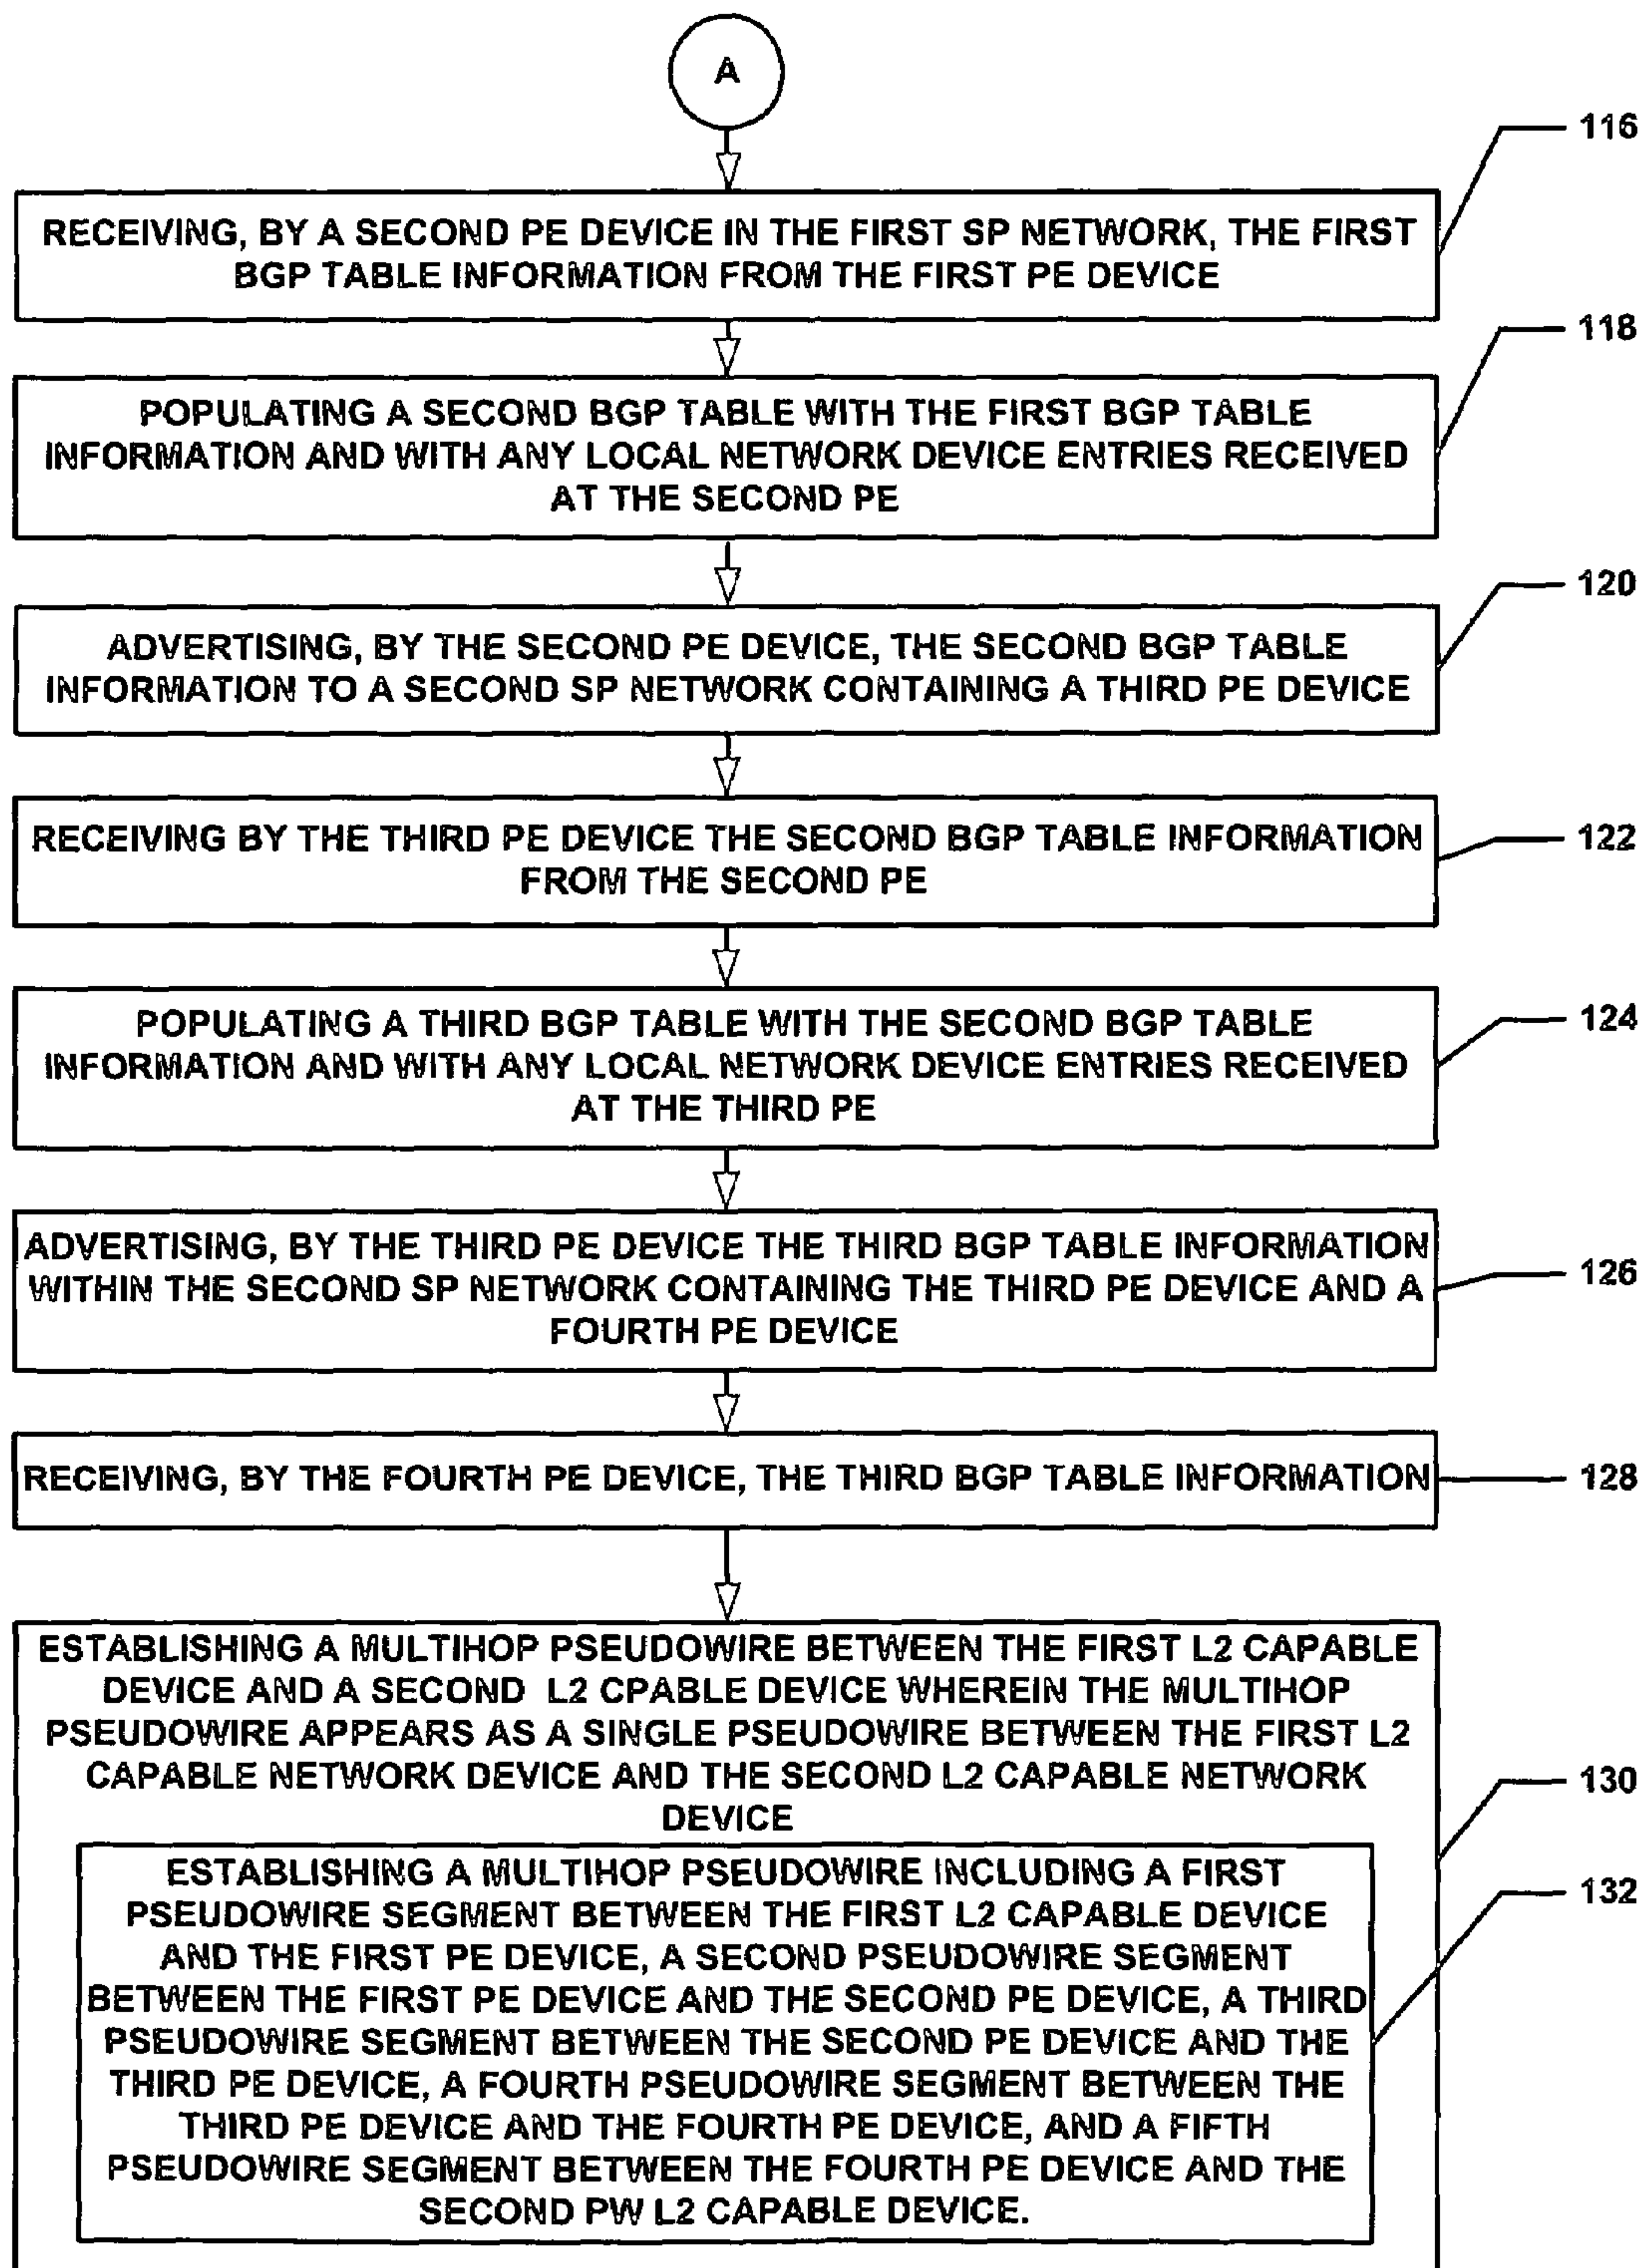 A
116
RECEIVING, BY A SECOND PE DEVICE IN THE FIRST SP NETWORK, THE FIRST
BGP TABLE INFORMATION FROM THE FIRST PE DEVICE
118
POPULATING A SECOND BGP TABLE WITH THE FIRST BGP TABLE
INFORMATION AND WITH ANY LOCAL NETWORK DEVICE ENTRIES RECEIVED
AT THE SECOND PE
120
ADVERTISING, BY THE SECOND PE DEVICE, THE SECOND BGP TABLE
INFORMATION TO A SECOND SP NETWORK CONTAINING A THIRD PE DEVICE
122
RECEIVING BY THE THIRD PE DEVICE THE SECOND BGP TABLE INFORMATION
FROM THE SECOND PE
124
POPULATING A THIRD BGP TABLE WITH THE SECOND BGP TABLE
INFORMATION AND WITH ANY LOCAL NETWORK DEVICE ENTRIES RECEIVED
AT THE THIRD PE
126
ADVERTISING, BY THE THIRD PE DEVICE THE THIRD BGP TABLE INFORMATION
WITHIN THE SECOND SP NETWORK CONTAINING THE THIRD PE DEVICE AND A
FOURTH PE DEVICE
128
RECEIVING, BY THE FOURTH PE DEVICE, THE THIRD BGP TABLE INFORMATION
130
ESTABLISHING A MULTIHOP PSEUDOWIRE BETWEEN THE FIRST L2 CAPABLE
DEVICE AND A SECOND L2 CPABLE DEVICE WHEREIN THE MULTIHOP
PSEUDOWIRE APPEARS AS A SINGLE PSEUDOWIRE BETWEEN THE FIRST L2
CAPABLE NETWORK DEVICE AND THE SECOND L2 CAPABLE NETWORK
DEVICE
132
ESTABLISHING A MULTIHOP PSEUDOWIRE INCLUDING A FIRST
PSEUDOWIRE SEGMENT BETWEEN THE FIRST L2 CAPABLE DEVICE
AND THE FIRST PE DEVICE, A SECOND PSEUDOWIRE SEGMENT
BETWEEN THE FIRST PE DEVICE AND THE SECOND PE DEVICE, A THIRD
PSEUDOWIRE SEGMENT BETWEEN THE SECOND PE DEVICE AND THE
THIRD PE DEVICE, A FOURTH PSEUDOWIRE SEGMENT BETWEEN THE
THIRD PE DEVICE AND THE FOURTH PE DEVICE, AND A FIFTH
PSEUDOWIRE SEGMENT BETWEEN THE FOURTH PE DEVICE AND THE
SECOND PW L2 CAPABLE DEVICE.